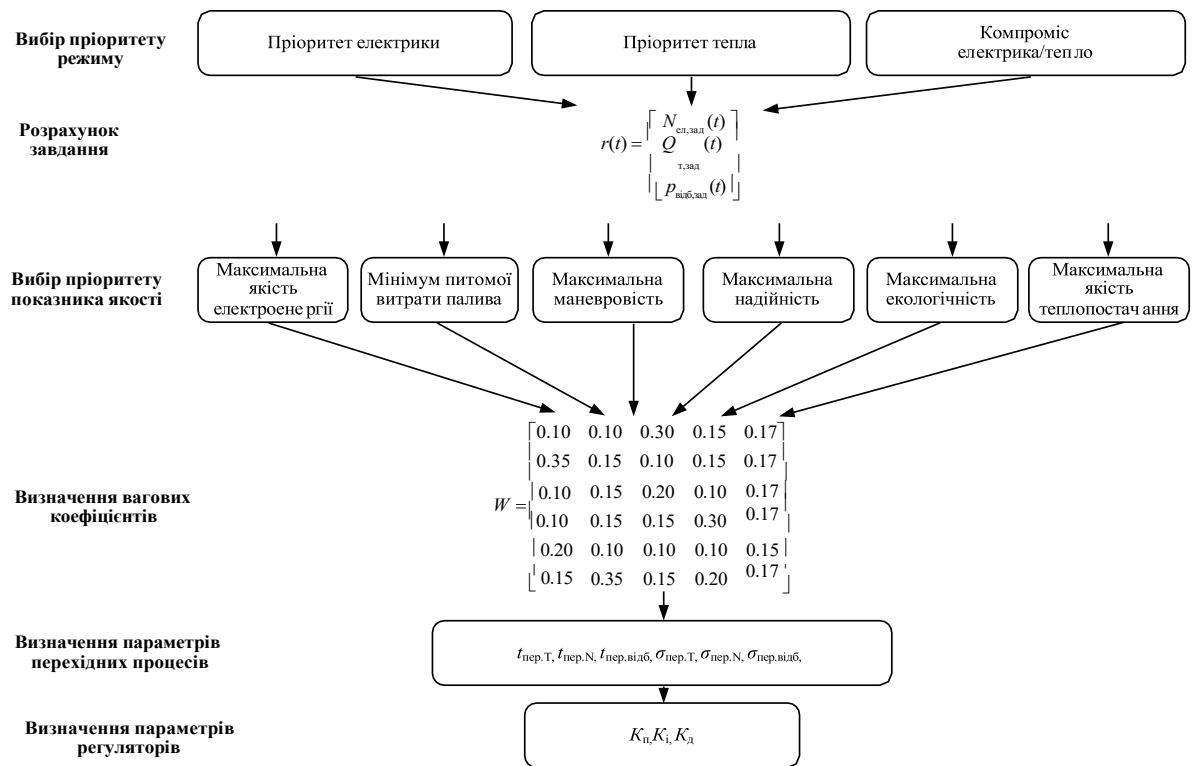 Вибір пріоритету
режиму
Пріоритет електрики
Пріоритет тепла
Компроміс
електрика/тепло
Розрахунок
завдання
r(t) =
N ел,зад (t)
Q т,зад (t)
p відб,зад (t)
Вибір пріоритету
показника якості
Максимальна
якість
електроене ргії
Мінімум питомої
витрати палива
Максимальна
маневровість
Максимальна
надійність
Максимальна
екологічність
Максимальна
якість
теплопостач ання
Визначення вагових
коефіцієнтів
W =
0.10 0.10 0.30 0.15 0.17
0.35 0.15 0.10 0.15 0.17
0.10 0.15 0.20 0.10 0.17
0.10 0.15 0.15 0.30 0.17
0.20 0.10 0.10 0.10 0.15
0.15 0.35 0.15 0.20 0.17
Визначення параметрів
перехідних процесів
tпер.T, tпер.N, tпер.відб, σпер.T, σпер.N, σпер.відб,
Визначення параметрів
регуляторів
Kп,Kі, Kд